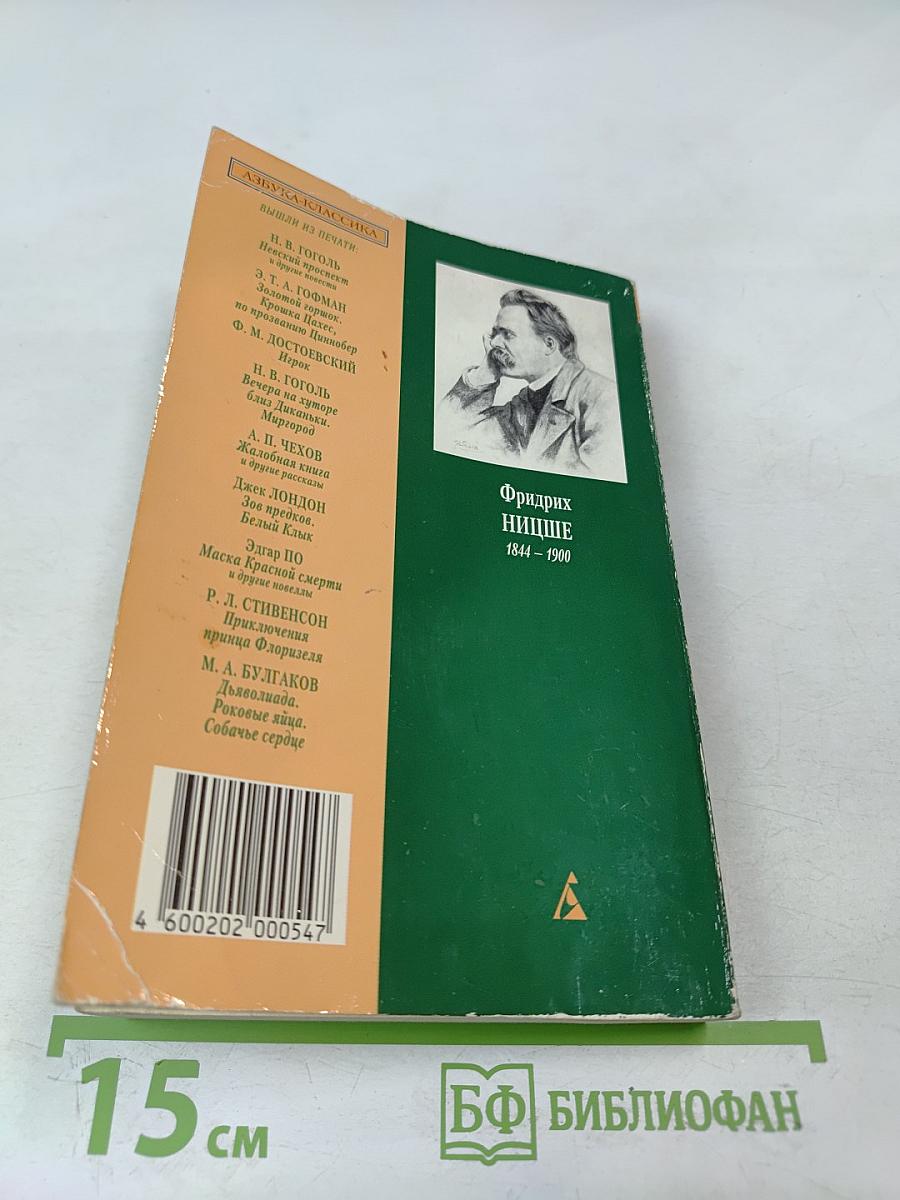 АЗБУКА-КЛАССИКА
ВЫШЛИ ИЗ ПЕЧАТИ:
Н. В. ГОГОЛЬ
Невский проспект
и другие повести
Э. Т. А. ГОФМАН
Золотой горшок.
Крошка Цахес,
по прозванию Циннобер
Ф. М. ДОСТОЕВСКИЙ
Игрок
Н. В. ГОГОЛЬ
Вечера на хуторе
близ Диканьки.
Миргород
А. П. ЧЕХОВ
Жалобная книга
и другие рассказы
Джек ЛОНДОН
Зов предков.
Белый Клык
Эдгар ПО
Маска Красной смерти
и другие новеллы
Р. Л. СТИВЕНСОН
Приключения
принца Флоризеля
М. А. БУЛГАКОВ
Дьяволиада.
Роковые яйца.
Собачье сердце
4 600202 000547
Фридрих
НИЦШЕ
1844 – 1900
15 см
БФ БИБЛИОФАН